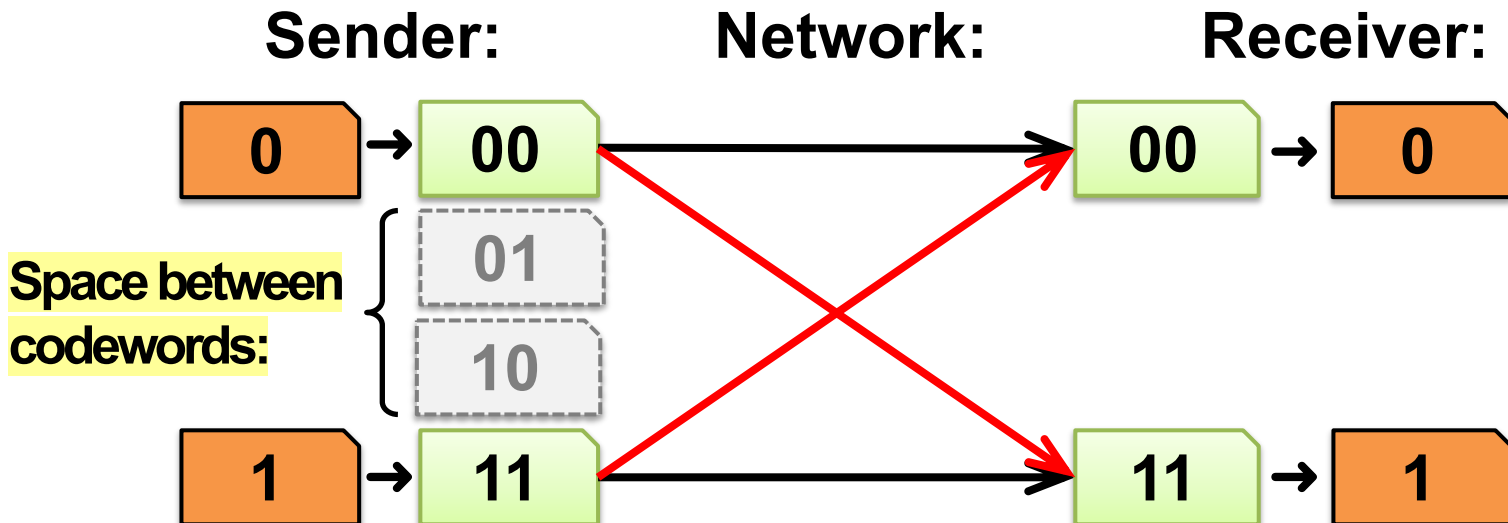 Sender: Network: Receiver:
0 00 00 0
01
Space between
codewords:
10
1 11 11 1